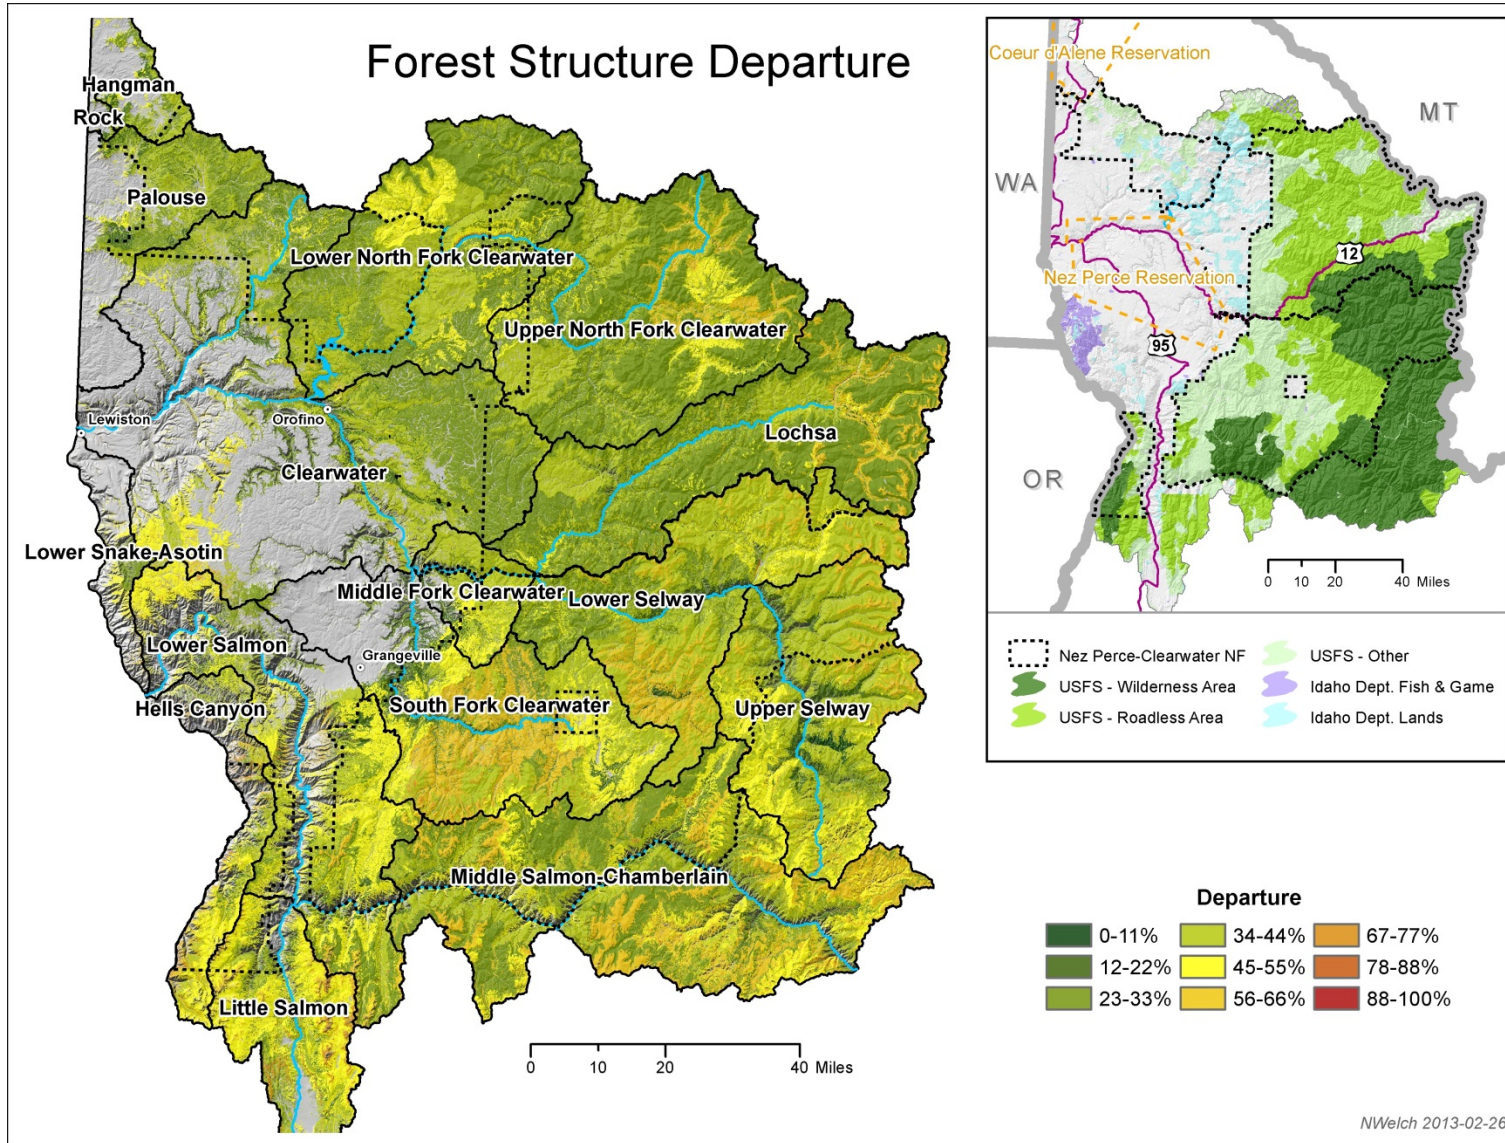 Forest Structure Departure
Hangman
Rock
Palouse
Lower North Fork Clearwater
Upper North Fork Clearwater
Lewiston
Orofino
Clearwater
Lochsa
Lower Snake-Asotin
Middle Fork Clearwater
Lower Selway
Lower Salmon
Grangeville
Hells Canyon
South Fork Clearwater
Upper Selway
Middle Salmon-Chamberlain
Little Salmon
0 10 20 40 Miles
Coeur d'Alene Reservation
MT
WA
12
Nez Perce Reservation
95
OR
0 10 20 40 Miles
Nez Perce-Clearwater NF
USFS - Wilderness Area
USFS - Roadless Area
USFS - Other
Idaho Dept. Fish & Game
Idaho Dept. Lands
Departure
0-11%
12-22%
23-33%
34-44%
45-55%
56-66%
67-77%
78-88%
88-100%
NWelch 2013-02-26